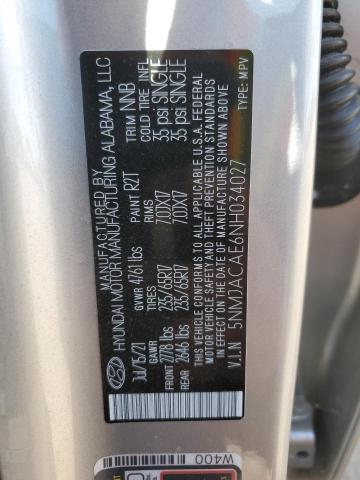 MANUFACTURED BY
HYUNDAI MOTOR MANUFACTURING ALABAMA, LLC
Jul/15/21 GVWR 4761 lbs PAINT R2T TRIM NNB
GAWR TIRES RIMS COLD TIRE INFL
FRONT 2778 lbs 235/65R17 7.0JX17 35 psi SINGLE
REAR 2646 lbs 235/65R17 7.0JX17 35 psi SINGLE
THIS VEHICLE CONFORMS TO ALL APPLICABLE U.S.A. FEDERAL
MOTOR VEHICLE SAFETY AND THEFT PREVENTION STANDARDS
IN EFFECT ON THE DATE OF MANUFACTURE SHOWN ABOVE
V.I.N 5NMJACAE6NH034027 TYPE: MPV
W400